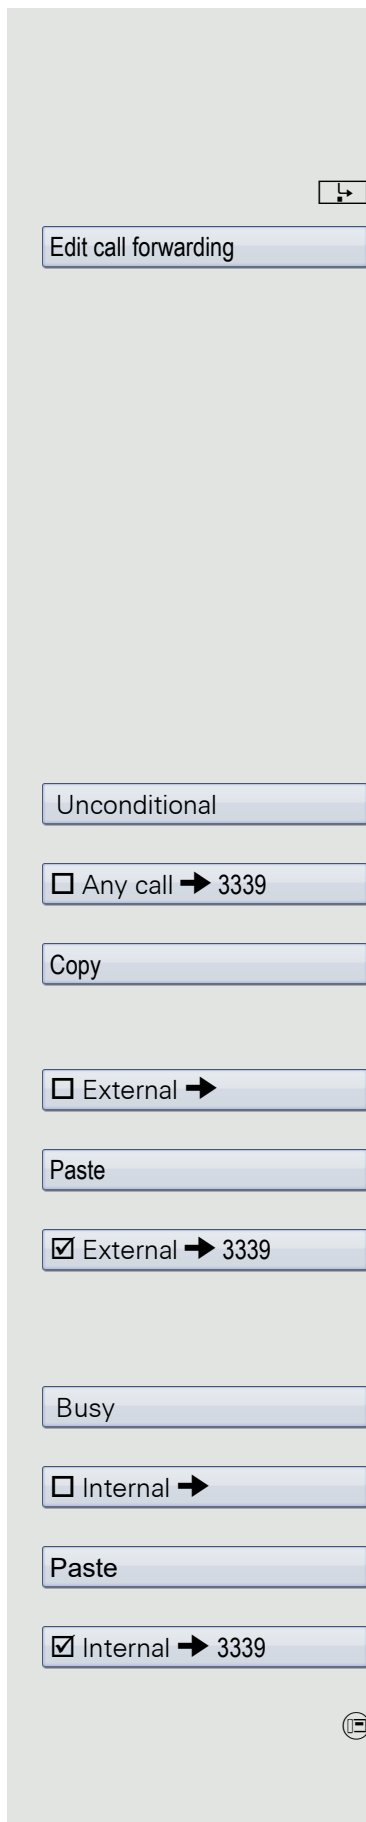 Edit call forwarding
Unconditional
☐ Any call ➔ 3339
Copy
☐ External ➔
Paste
☑ External ➔ 3339
Busy
☐ Internal ➔
Paste
☑ Internal ➔ 3339